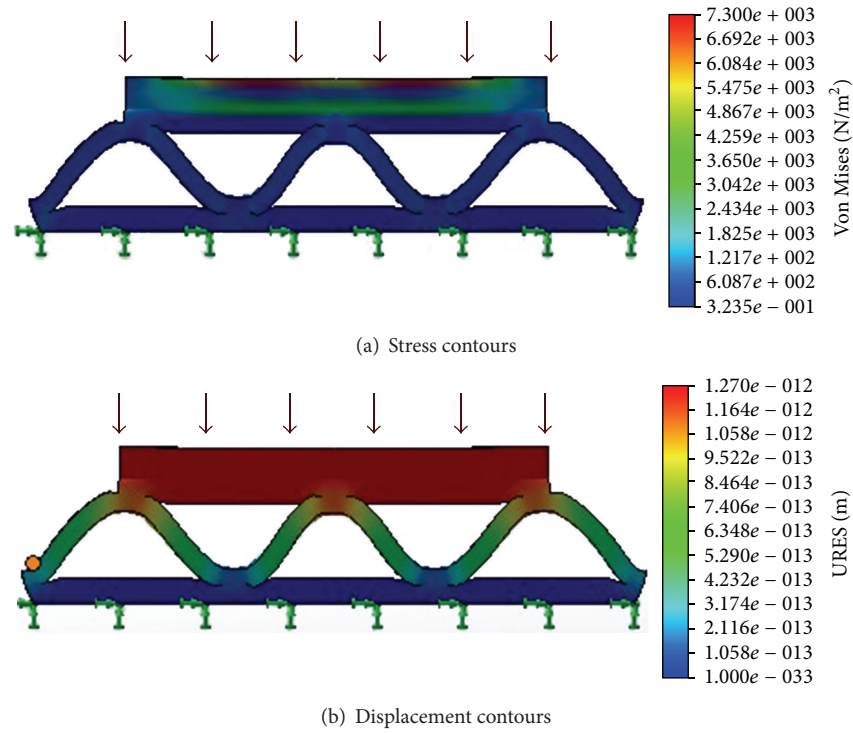 7.300e + 003
6.692e + 003
6.084e + 003
5.475e + 003
4.867e + 003
4.259e + 003
3.650e + 003
3.042e + 003
2.434e + 003
1.825e + 003
1.217e + 002
6.087e + 002
3.235e − 001
Von Mises (N/m²)
(a) Stress contours
1.270e − 012
1.164e − 012
1.058e − 012
9.522e − 013
8.464e − 013
7.406e − 013
6.348e − 013
5.290e − 013
4.232e − 013
3.174e − 013
2.116e − 013
1.058e − 013
1.000e − 033
URES (m)
(b) Displacement contours